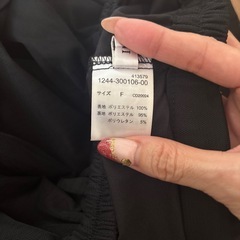 413579
1244-300106-00
サイズ F C020904
表地 ポリエステル 100%
裏地 ポリエステル 95%
ポリウレタン 5%